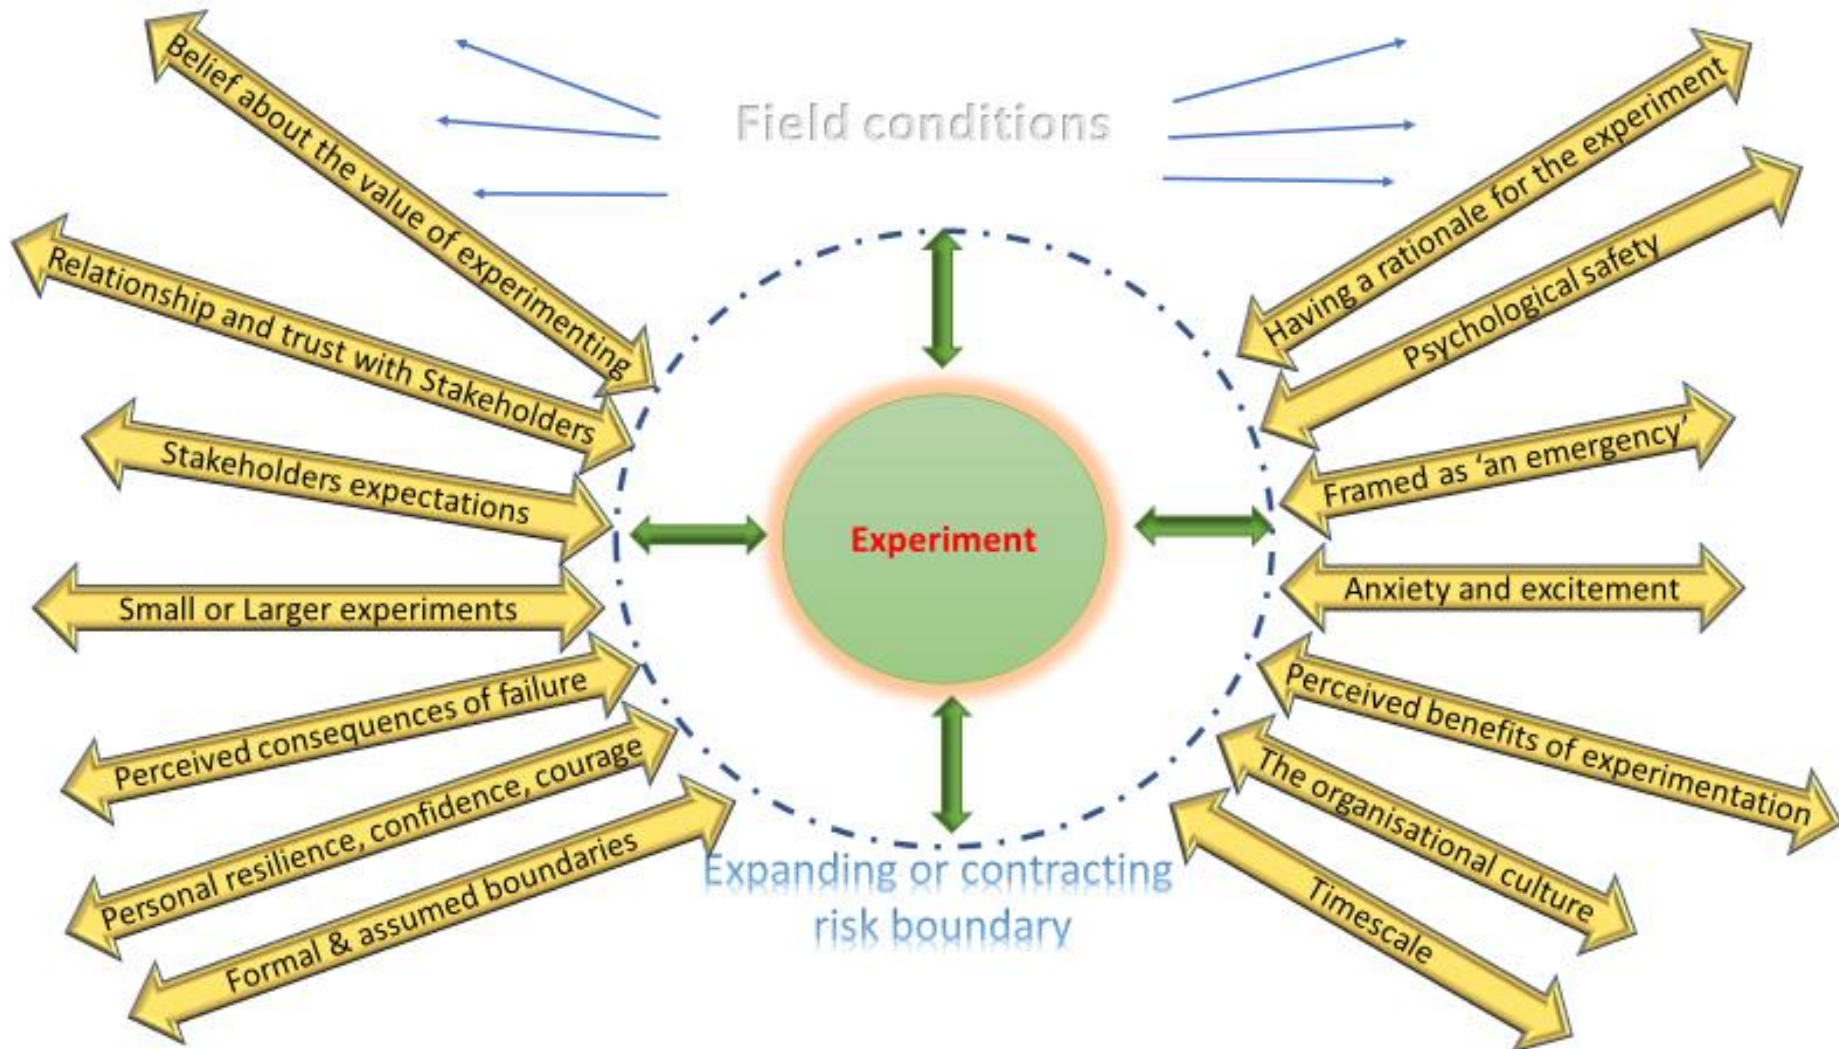 Field conditions
Belief about the value of experimenting
Relationship and trust with Stakeholders
Stakeholders expectations
Small or Larger experiments
Perceived consequences of failure
Personal resilience, confidence, courage
Formal & assumed boundaries
Experiment
Expanding or contracting
risk boundary
Having a rationale for the experiment
Psychological safety
Framed as ‘an emergency’
Anxiety and excitement
Perceived benefits of experimentation
The organisational culture
Timescale